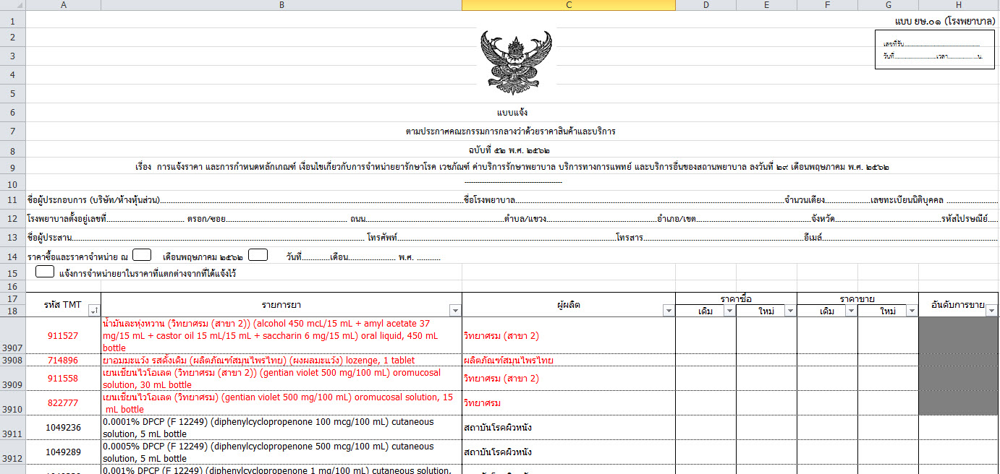 A B C D E F G H
1 แบบ ยษ.๐๑ (โรงพยาบาล)
2 เลขที่รับ............................................
3 วันที่.........................เวลา....................น.
4
5
6 แบบแจ้ง
7 ตามประกาศคณะกรรมการกลางว่าด้วยราคาสินค้าและบริการ
8 ฉบับที่ ๕๒ พ.ศ. ๒๕๖๒
9 เรื่อง การแจ้งราคา และการกำหนดหลักเกณฑ์ เงื่อนไขเกี่ยวกับการจำหน่ายยารักษาโรค เวชภัณฑ์ ค่าบริการรักษาพยาบาล บริการทางการแพทย์ และบริการอื่นของสถานพยาบาล ลงวันที่ ๒๙ เดือนพฤษภาคม พ.ศ. ๒๕๖๒
10 ---------------------------------------------
11 ชื่อผู้ประกอบการ (บริษัท/ห้างหุ้นส่วน)....................ชื่อโรงพยาบาล....................จำนวนเตียง....................เลขทะเบียนนิติบุคคล ....................
12 โรงพยาบาลตั้งอยู่เลขที่.................... ตรอก/ซอย.................... ถนน....................ตำบล/แขวง....................อำเภอ/เขต....................จังหวัด....................รหัสไปรษณีย์.....
13 ชื่อผู้ประสาน.................... โทรศัพท์....................โทรสาร....................อีเมล์....................
14 ราคาซื้อและราคาจำหน่าย ณ เดือนพฤษภาคม ๒๕๖๒ วันที่.............เดือน...................... พ.ศ. ...........
15 แจ้งการจำหน่ายยาในราคาที่แตกต่างจากที่ได้แจ้งไว้
16
17 รหัส TMT รายการยา ผู้ผลิต ราคาซื้อ ราคาขาย อันดับการขาย
18 เดิม ใหม่ เดิม ใหม่
น้ำมันละหุ่งหวาน (วิทยาศรม (สาขา 2)) (alcohol 450 mcL/15 mL + amyl acetate 37
911527 mg/15 mL + castor oil 15 mL/15 mL + saccharin 6 mg/15 mL) oral liquid, 450 mL วิทยาศรม (สาขา 2)
3907 bottle
3908 714896 ยาอมมะแว้ง รสดั้งเดิม (ผลิตภัณฑ์สมุนไพรไทย) (ผงผลมะแว้ง) lozenge, 1 tablet ผลิตภัณฑ์สมุนไพรไทย
911558 เยนเชี่ยนไวโอเลต (วิทยาศรม (สาขา 2)) (gentian violet 500 mg/100 mL) oromucosal วิทยาศรม (สาขา 2)
3909 solution, 30 mL bottle
822777 เยนเชี่ยนไวโอเลต (วิทยาศรม) (gentian violet 500 mg/100 mL) oromucosal solution, 15 วิทยาศรม
3910 mL bottle
1049236 0.0001% DPCP (F 12249) (diphenylcyclopropenone 100 mcg/100 mL) cutaneous สถาบันโรคผิวหนัง
3911 solution, 5 mL bottle
1049289 0.0005% DPCP (F 12249) (diphenylcyclopropenone 500 mcg/100 mL) cutaneous สถาบันโรคผิวหนัง
3912 solution, 5 mL bottle
0.001% DPCP (F 12249) (diphenylcyclopropenone 1 mg/100 mL) cutaneous solution,